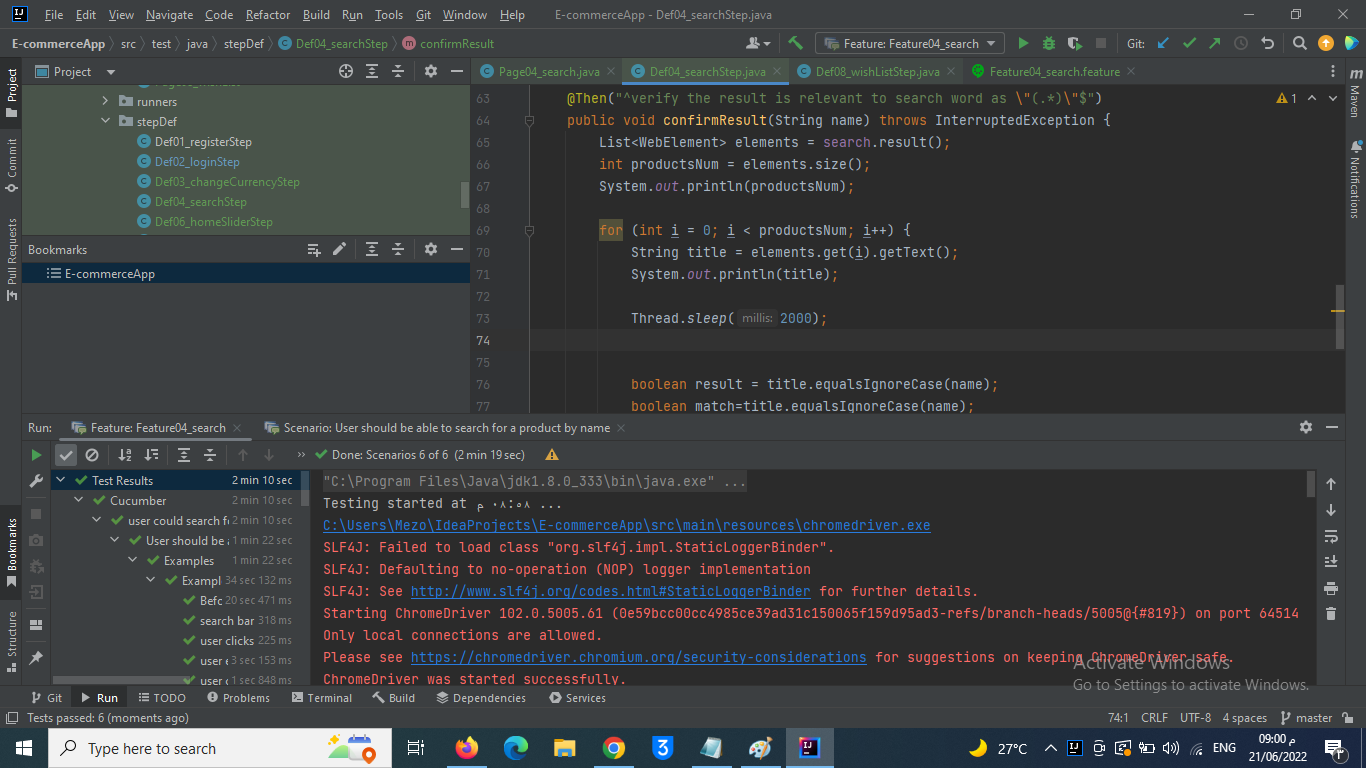 File Edit View Navigate Code Refactor Build Run Tools Git Window Help E-commerceApp - Def04_searchStep.java
E-commerceApp src test java stepDef Def04_searchStep confirmResult Feature: Feature04_search Git:
Project
Page04_search.java Def04_searchStep.java Def08_wishListStep.java Feature04_search.feature
runners
stepDef
Def01_registerStep
Def02_loginStep
Def03_changeCurrencyStep
Def04_searchStep
Def06_homeSliderStep
Bookmarks
E-commerceApp
Project
Commit
Pull Requests
Bookmarks
Structure
Maven
Notifications
1
63 @Then("^verify the result is relevant to search word as \"(.*)\"$")
64 public void confirmResult(String name) throws InterruptedException {
65 List<WebElement> elements = search.result();
66 int productsNum = elements.size();
67 System.out.println(productsNum);
68
69 for (int i = 0; i < productsNum; i++) {
70 String title = elements.get(i).getText();
71 System.out.println(title);
72
73 Thread.sleep( millis: 2000);
74
75
76 boolean result = title.equalsIgnoreCase(name);
77 boolean match=title.equalsIgnoreCase(name);
Run: Feature: Feature04_search Scenario: User should be able to search for a product by name
Done: Scenarios 6 of 6 (2 min 19 sec)
Test Results 2 min 10 sec
Cucumber 2 min 10 sec
user could search f 2 min 10 sec
User should be 1 min 22 sec
Examples 1 min 22 sec
Exampl 34 sec 132 ms
Befo 20 sec 471 ms
search bar 318 ms
user clicks 225 ms
user 3 sec 153 ms
user 1 sec 848 ms
"C:\Program Files\Java\jdk1.8.0_333\bin\java.exe" ...
Testing started at م ٠٨:٥٨ ...
C:\Users\Mezo\IdeaProjects\E-commerceApp\src\main\resources\chromedriver.exe
SLF4J: Failed to load class "org.slf4j.impl.StaticLoggerBinder".
SLF4J: Defaulting to no-operation (NOP) logger implementation
SLF4J: See http://www.slf4j.org/codes.html#StaticLoggerBinder for further details.
Starting ChromeDriver 102.0.5005.61 (0e59bcc00cc4985ce39ad31c150065f159d95ad3-refs/branch-heads/5005@{#819}) on port 64514
Only local connections are allowed.
Please see https://chromedriver.chromium.org/security-considerations for suggestions on keeping ChromeDriver safe.
ChromeDriver was started successfully.
Activate Windows
Go to Settings to activate Windows.
Git Run TODO Problems Terminal Build Dependencies Services
Tests passed: 6 (moments ago) 74:1 CRLF UTF-8 4 spaces master
Type here to search 27°C ENG 09:00 م
21/06/2022